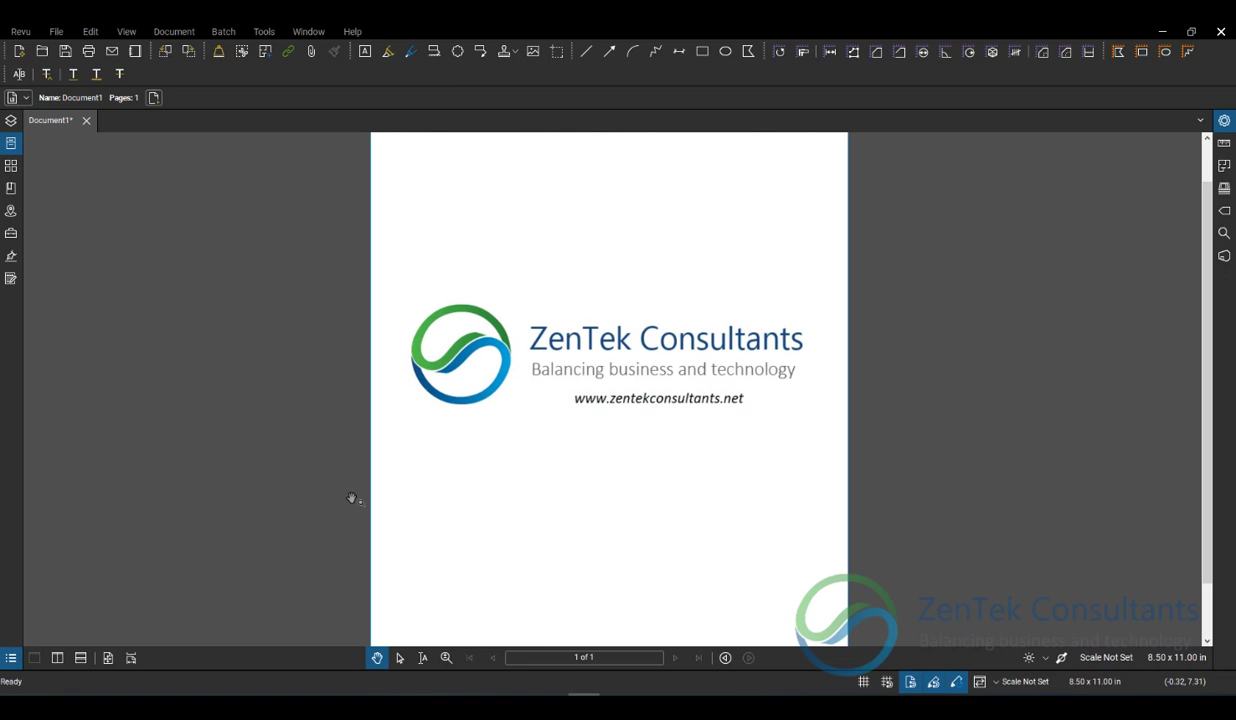 Revu File Edit View Document Batch Tools Window Help
Name: Document1 Pages: 1
Document1*
ZenTek Consultants
Balancing business and technology
www.zentekconsultants.net
ZenTek Consultants
Balancing business and technology
1 of 1
Scale Not Set 8.50 x 11.00 in
Ready
Scale Not Set 8.50 x 11.00 in (-0.32, 7.31)